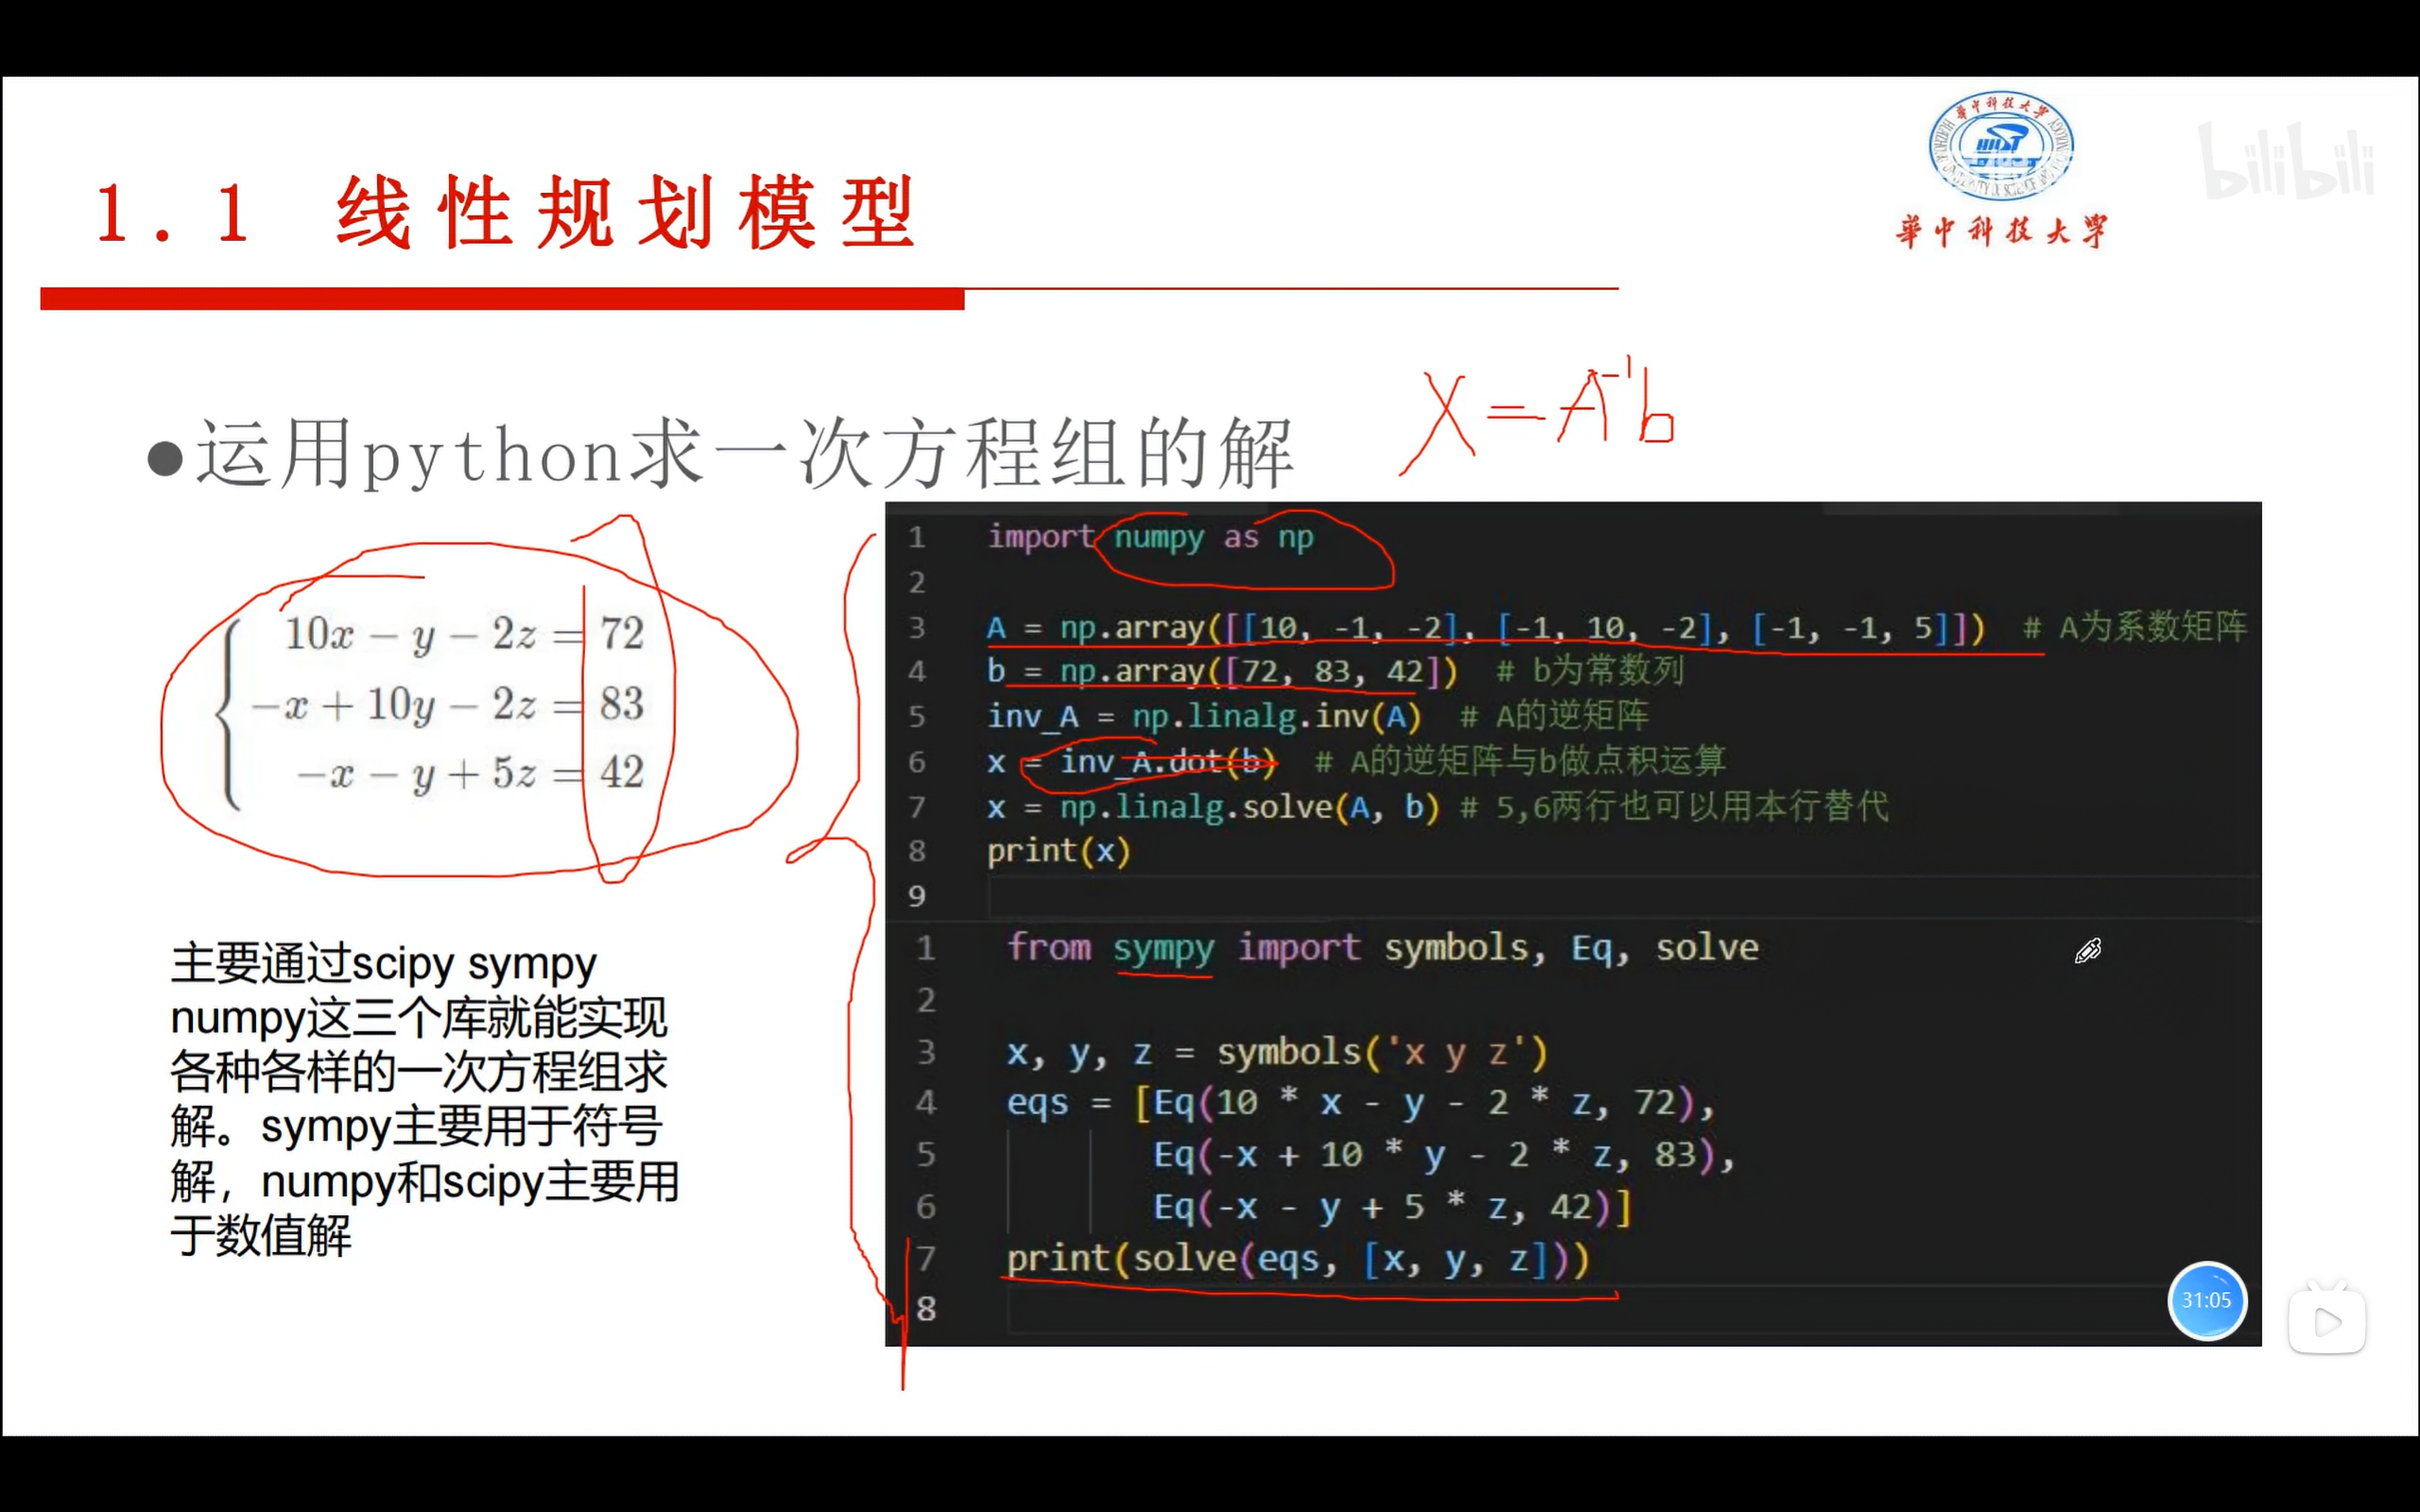 1.1 线性规划模型
華中科技大学
bilibili
●运用python求一次方程组的解
X=A⁻¹b
10x − y − 2z = 72
−x + 10y − 2z = 83
−x − y + 5z = 42
主要通过scipy sympy
numpy这三个库就能实现
各种各样的一次方程组求
解。sympy主要用于符号
解，numpy和scipy主要用
于数值解
1 import numpy as np
2
3 A = np.array([[10, -1, -2], [-1, 10, -2], [-1, -1, 5]]) # A为系数矩阵
4 b = np.array([72, 83, 42]) # b为常数列
5 inv_A = np.linalg.inv(A) # A的逆矩阵
6 x = inv_A.dot(b) # A的逆矩阵与b做点积运算
7 x = np.linalg.solve(A, b) # 5,6两行也可以用本行替代
8 print(x)
9
1 from sympy import symbols, Eq, solve
2
3 x, y, z = symbols('x y z')
4 eqs = [Eq(10 * x - y - 2 * z, 72),
5 Eq(-x + 10 * y - 2 * z, 83),
6 Eq(-x - y + 5 * z, 42)]
7 print(solve(eqs, [x, y, z]))
8
31:05